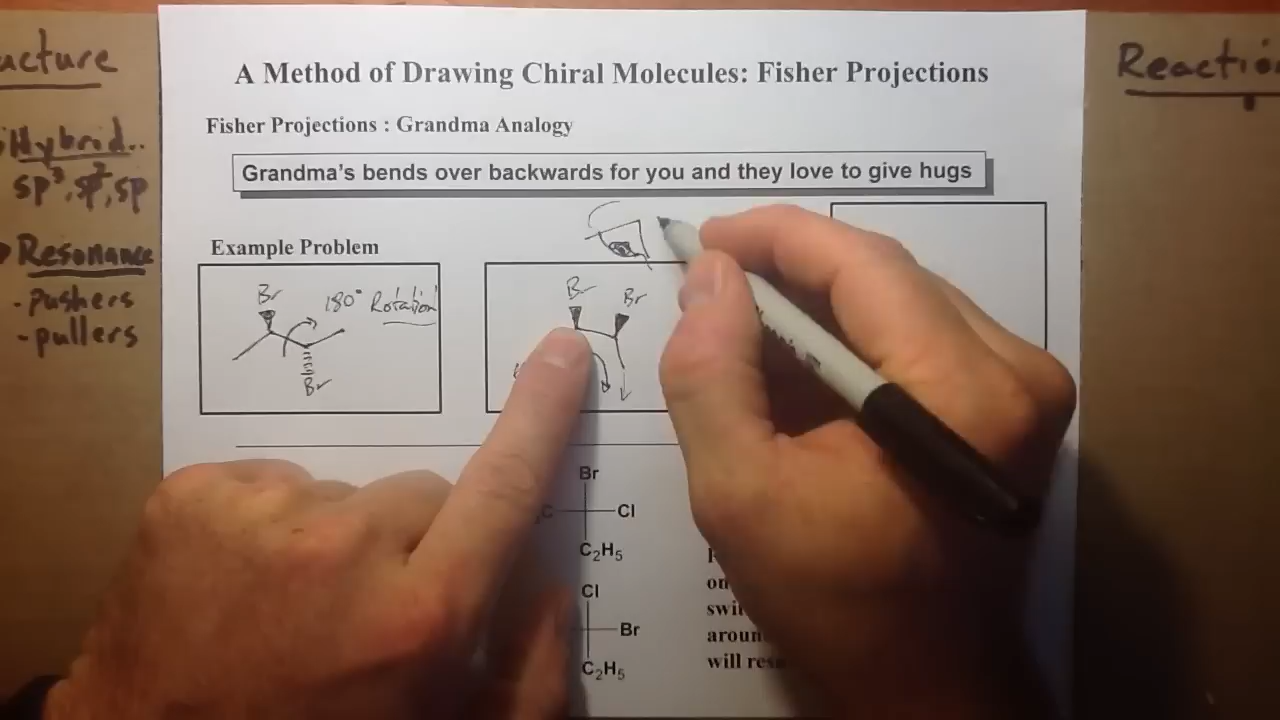 ucture
Hybrid..
sp³, sp², sp
Resonance
- pushers
- pullers
A Method of Drawing Chiral Molecules: Fisher Projections
Fisher Projections : Grandma Analogy
Grandma's bends over backwards for you and they love to give hugs
Example Problem
Br
180° Rotation
Br
Br
Br
Br
C
Cl
C₂H₅
Cl
Br
C₂H₅
on
swi
aroun
will res
Reactio